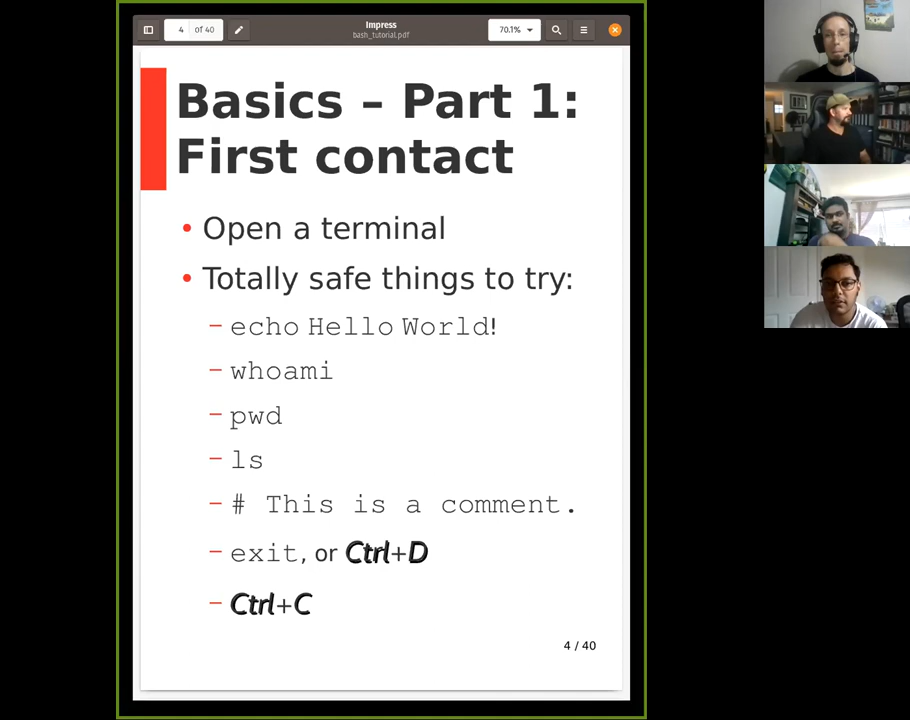 4 of 40
Impress
bash_tutorial.pdf
70.1%
Basics – Part 1:
First contact
• Open a terminal
• Totally safe things to try:
– echo Hello World!
– whoami
– pwd
– ls
– # This is a comment.
– exit, or Ctrl+D
– Ctrl+C
4 / 40